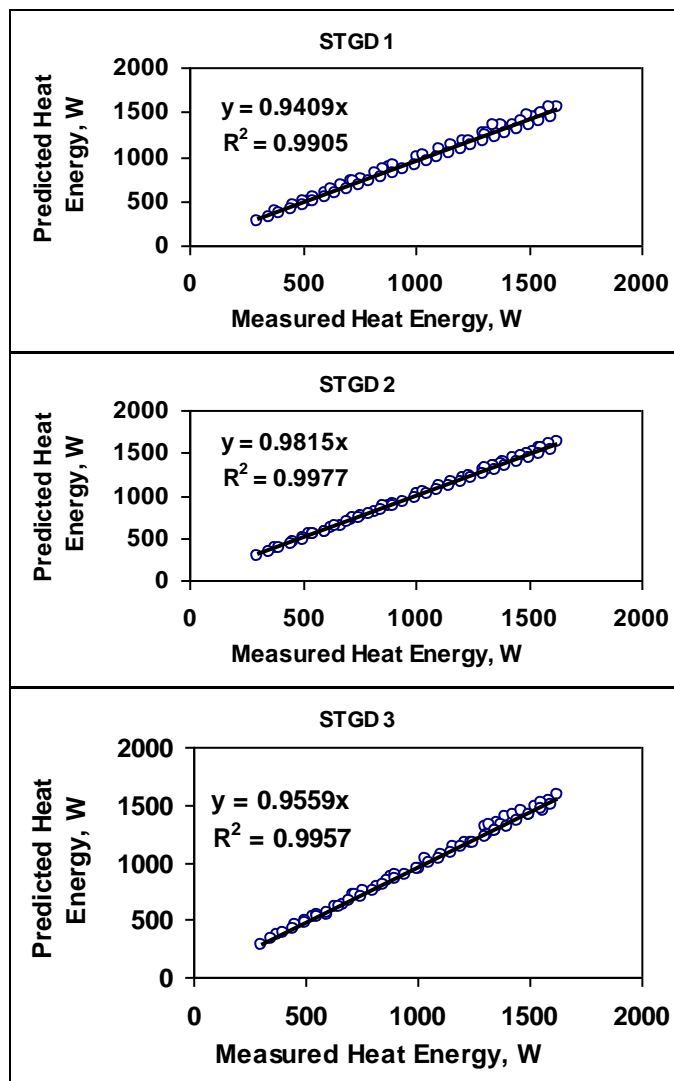 STGD 1
Predicted Heat
Energy, W
2000
1500
1000
500
0
y = 0.9409x
R² = 0.9905
0 500 1000 1500 2000
Measured Heat Energy, W
STGD 2
Predicted Heat
Energy, W
2000
1500
1000
500
0
y = 0.9815x
R² = 0.9977
0 500 1000 1500 2000
Measured Heat Energy, W
STGD 3
Predicted Heat
Energy, W
2000
1500
1000
500
0
y = 0.9559x
R² = 0.9957
0 500 1000 1500 2000
Measured Heat Energy, W